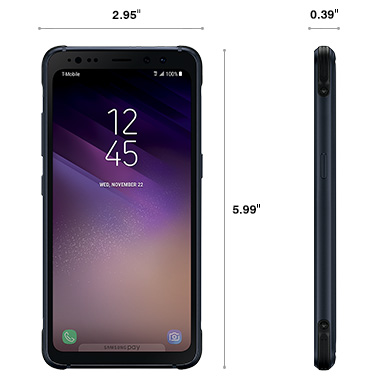 2.95"
0.39"
T-Mobile
100%
12
45
WED, NOVEMBER 22
5.99"
SAMSUNG pay